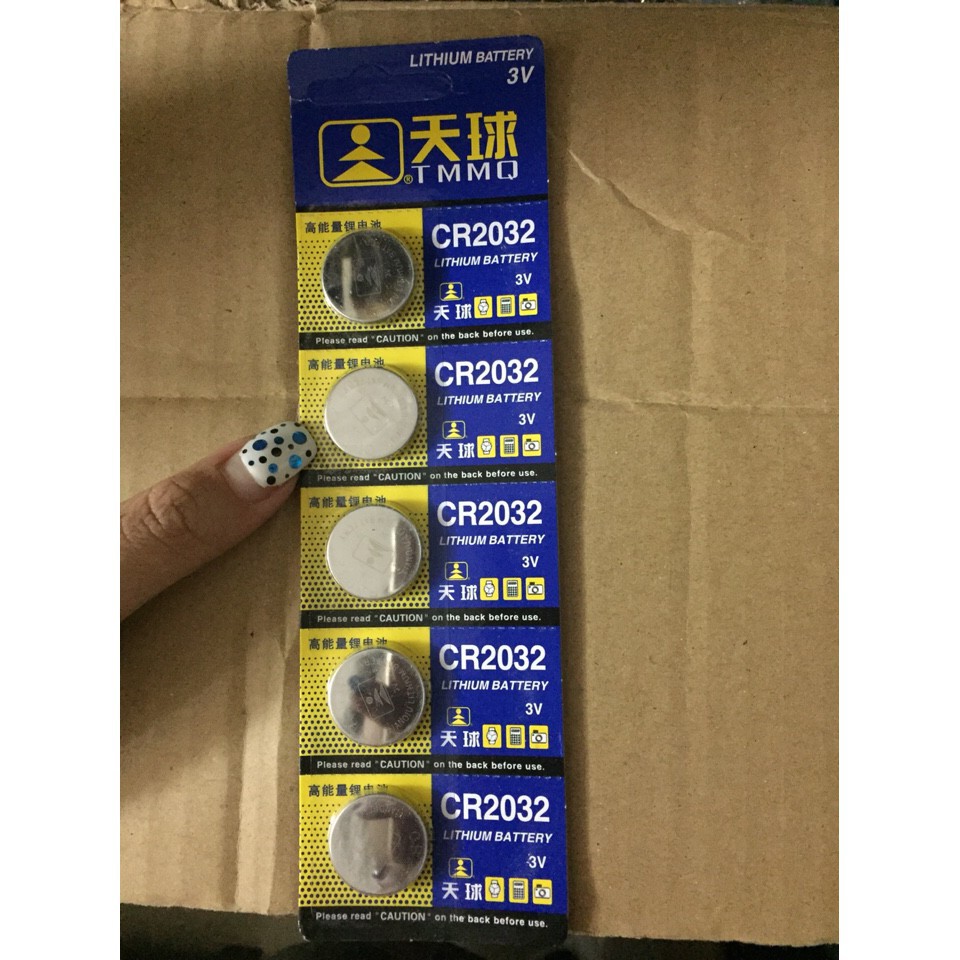 LITHIUM BATTERY
3V
天球
®TMMQ
高能量锂电池
CR2032
LITHIUM BATTERY
3V
天球
Please read "CAUTION" on the back before use.
高能量锂电池
CR2032
LITHIUM BATTERY
3V
天球
Please read "CAUTION" on the back before use.
高能量锂电池
CR2032
LITHIUM BATTERY
3V
天球
Please read "CAUTION" on the back before use.
高能量锂电池
CR2032
LITHIUM BATTERY
3V
天球
Please read "CAUTION" on the back before use.
高能量锂电池
CR2032
LITHIUM BATTERY
3V
天球
Please read "CAUTION" on the back before use.